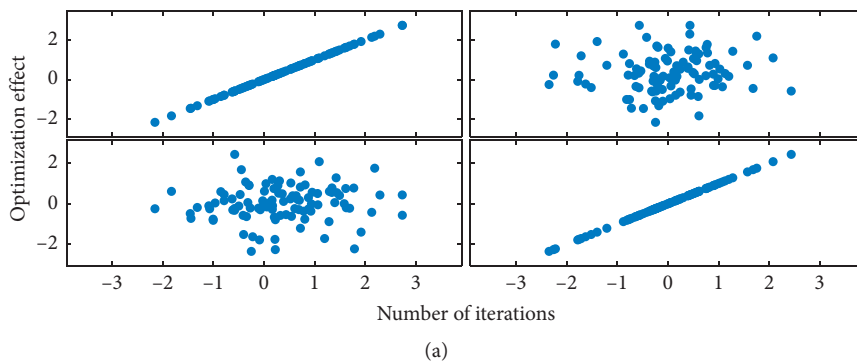 Optimization effect
2
0
−2
2
0
−2
−3 −2 −1 0 1 2 3 −3 −2 −1 0 1 2 3
Number of iterations
(a)